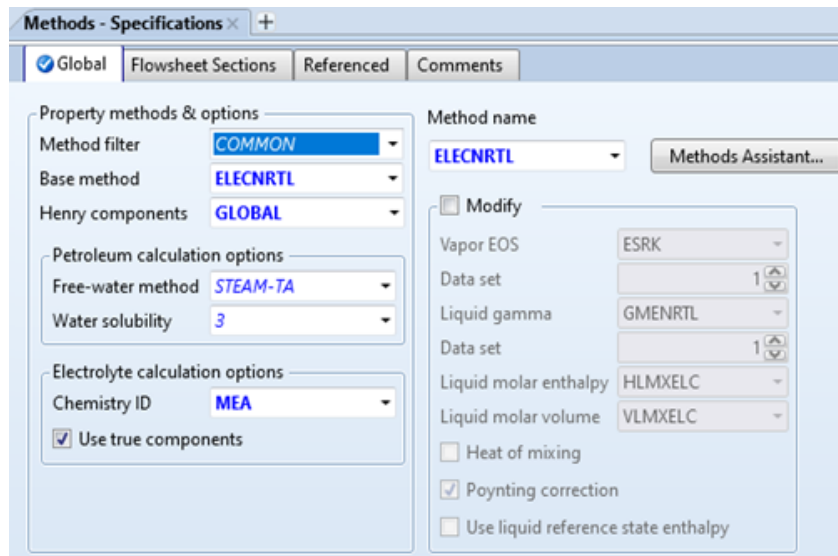 Methods - Specifications × +
Global Flowsheet Sections Referenced Comments
Property methods & options
Method filter COMMON
Base method ELECNRTL
Henry components GLOBAL
Petroleum calculation options
Free-water method STEAM-TA
Water solubility 3
Electrolyte calculation options
Chemistry ID MEA
Use true components
Method name
ELECNRTL Methods Assistant...
Modify
Vapor EOS ESRK
Data set 1
Liquid gamma GMENRTL
Data set 1
Liquid molar enthalpy HLMXELC
Liquid molar volume VLMXELC
Heat of mixing
Poynting correction
Use liquid reference state enthalpy